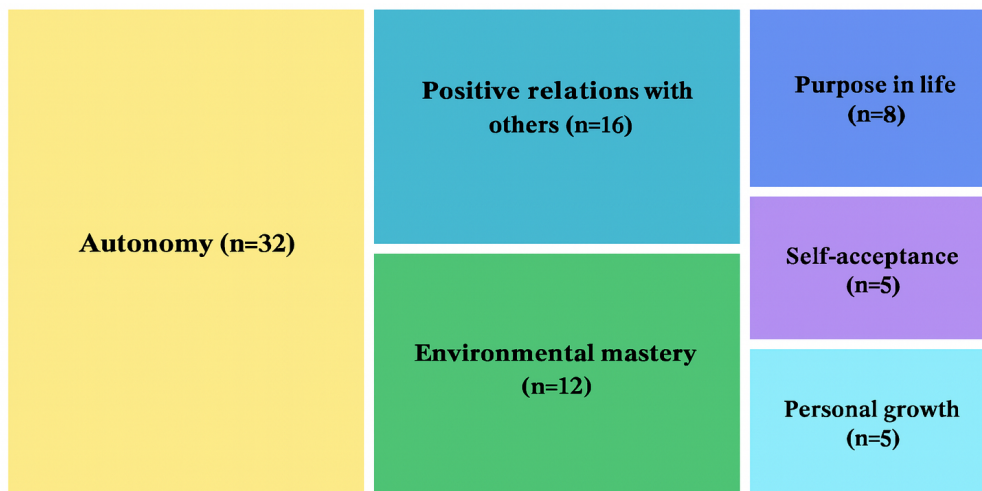 Autonomy (n=32)
Positive relations with
others (n=16)
Environmental mastery
(n=12)
Purpose in life
(n=8)
Self-acceptance
(n=5)
Personal growth
(n=5)